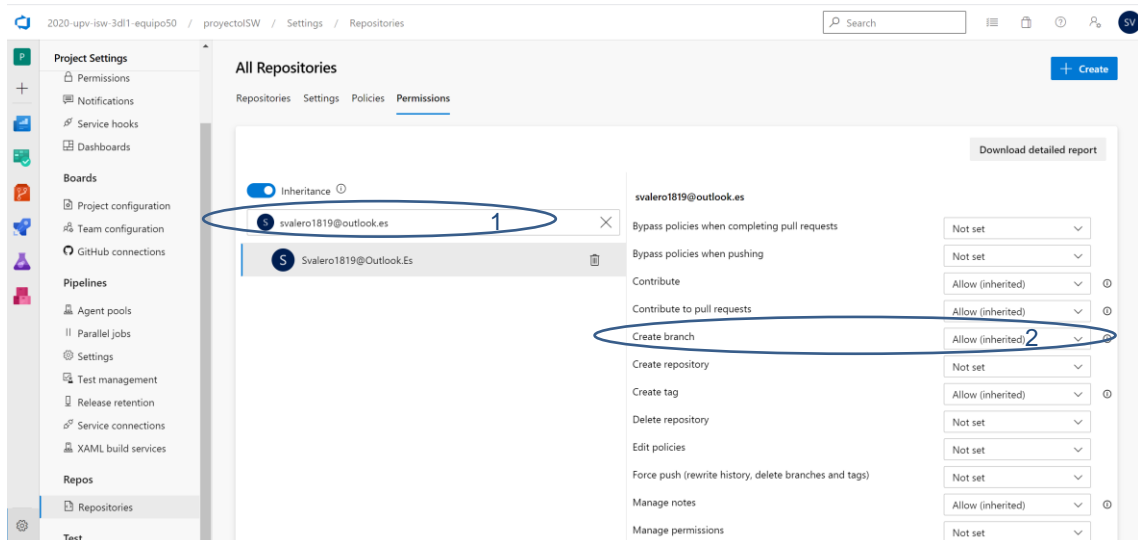 2020-upv-isw-3dl1-equipo50 / proyectoISW / Settings / Repositories
Search
SV
P
Project Settings
Permissions
Notifications
Service hooks
Dashboards
Boards
Project configuration
Team configuration
GitHub connections
Pipelines
Agent pools
Parallel jobs
Settings
Test management
Release retention
Service connections
XAML build services
Repos
Repositories
Test
All Repositories
+ Create
Repositories Settings Policies Permissions
Download detailed report
Inheritance
S svalero1819@outlook.es 1
S Svalero1819@Outlook.Es
svalero1819@outlook.es
Bypass policies when completing pull requests Not set
Bypass policies when pushing Not set
Contribute Allow (inherited)
Contribute to pull requests Allow (inherited)
Create branch Allow (inherited) 2
Create repository Not set
Create tag Allow (inherited)
Delete repository Not set
Edit policies Not set
Force push (rewrite history, delete branches and tags) Not set
Manage notes Allow (inherited)
Manage permissions Not set